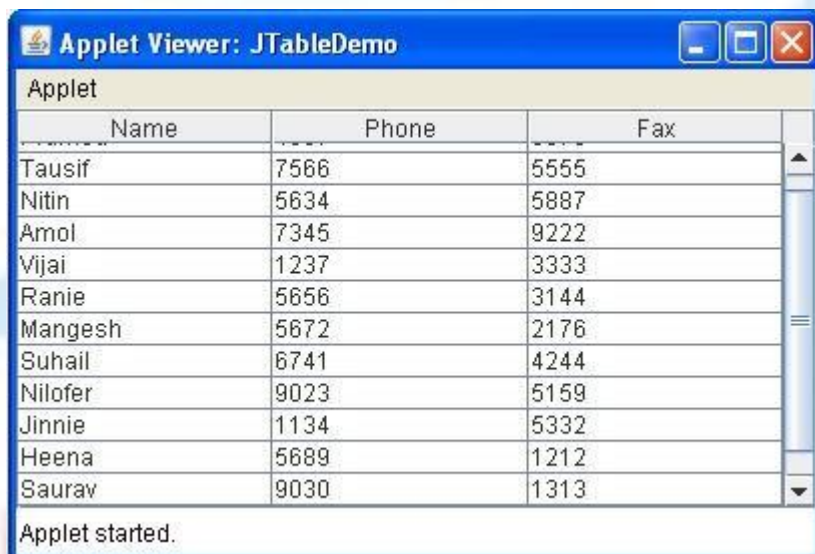 Applet Viewer: JTableDemo
Applet
Name Phone Fax
Tausif 7566 5555
Nitin 5634 5887
Amol 7345 9222
Vijai 1237 3333
Ranie 5656 3144
Mangesh 5672 2176
Suhail 6741 4244
Nilofer 9023 5159
Jinnie 1134 5332
Heena 5689 1212
Saurav 9030 1313
Applet started.